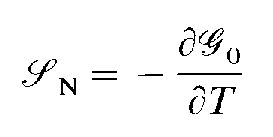 𝒮_N = − ∂𝒢_0 / ∂T